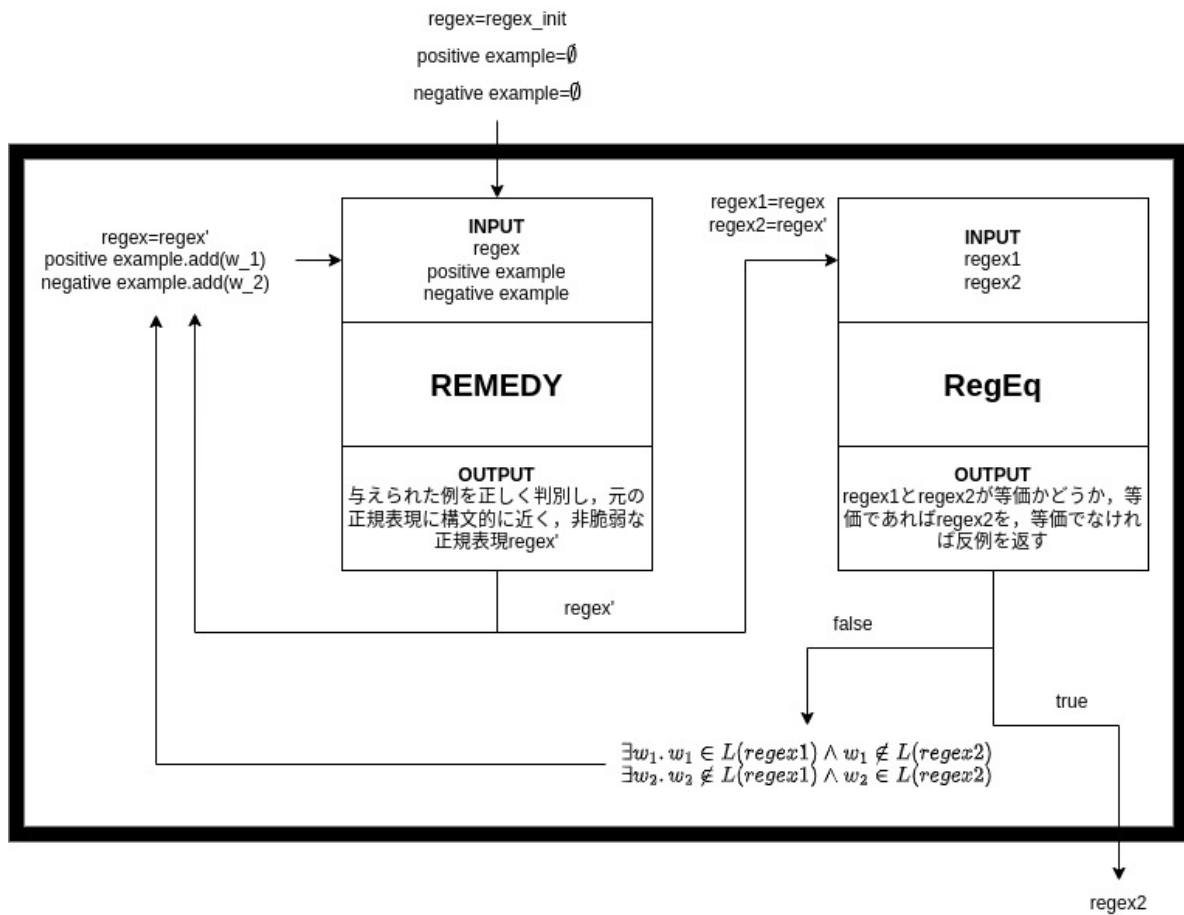 regex=regex_init
positive example=∅
negative example=∅
regex=regex'
positive example.add(w_1)
negative example.add(w_2)
INPUT
regex
positive example
negative example
REMEDY
OUTPUT
与えられた例を正しく判別し，元の
正規表現に構文的に近く，非脆弱な
正規表現regex'
regex1=regex
regex2=regex'
INPUT
regex1
regex2
RegEq
OUTPUT
regex1とregex2が等価かどうか，等
価であればregex2を，等価でなけれ
ば反例を返す
regex'
false
true
∃w₁. w₁ ∈ L(regex1) ∧ w₁ ∉ L(regex2)
∃w₂. w₂ ∉ L(regex1) ∧ w₂ ∈ L(regex2)
regex2